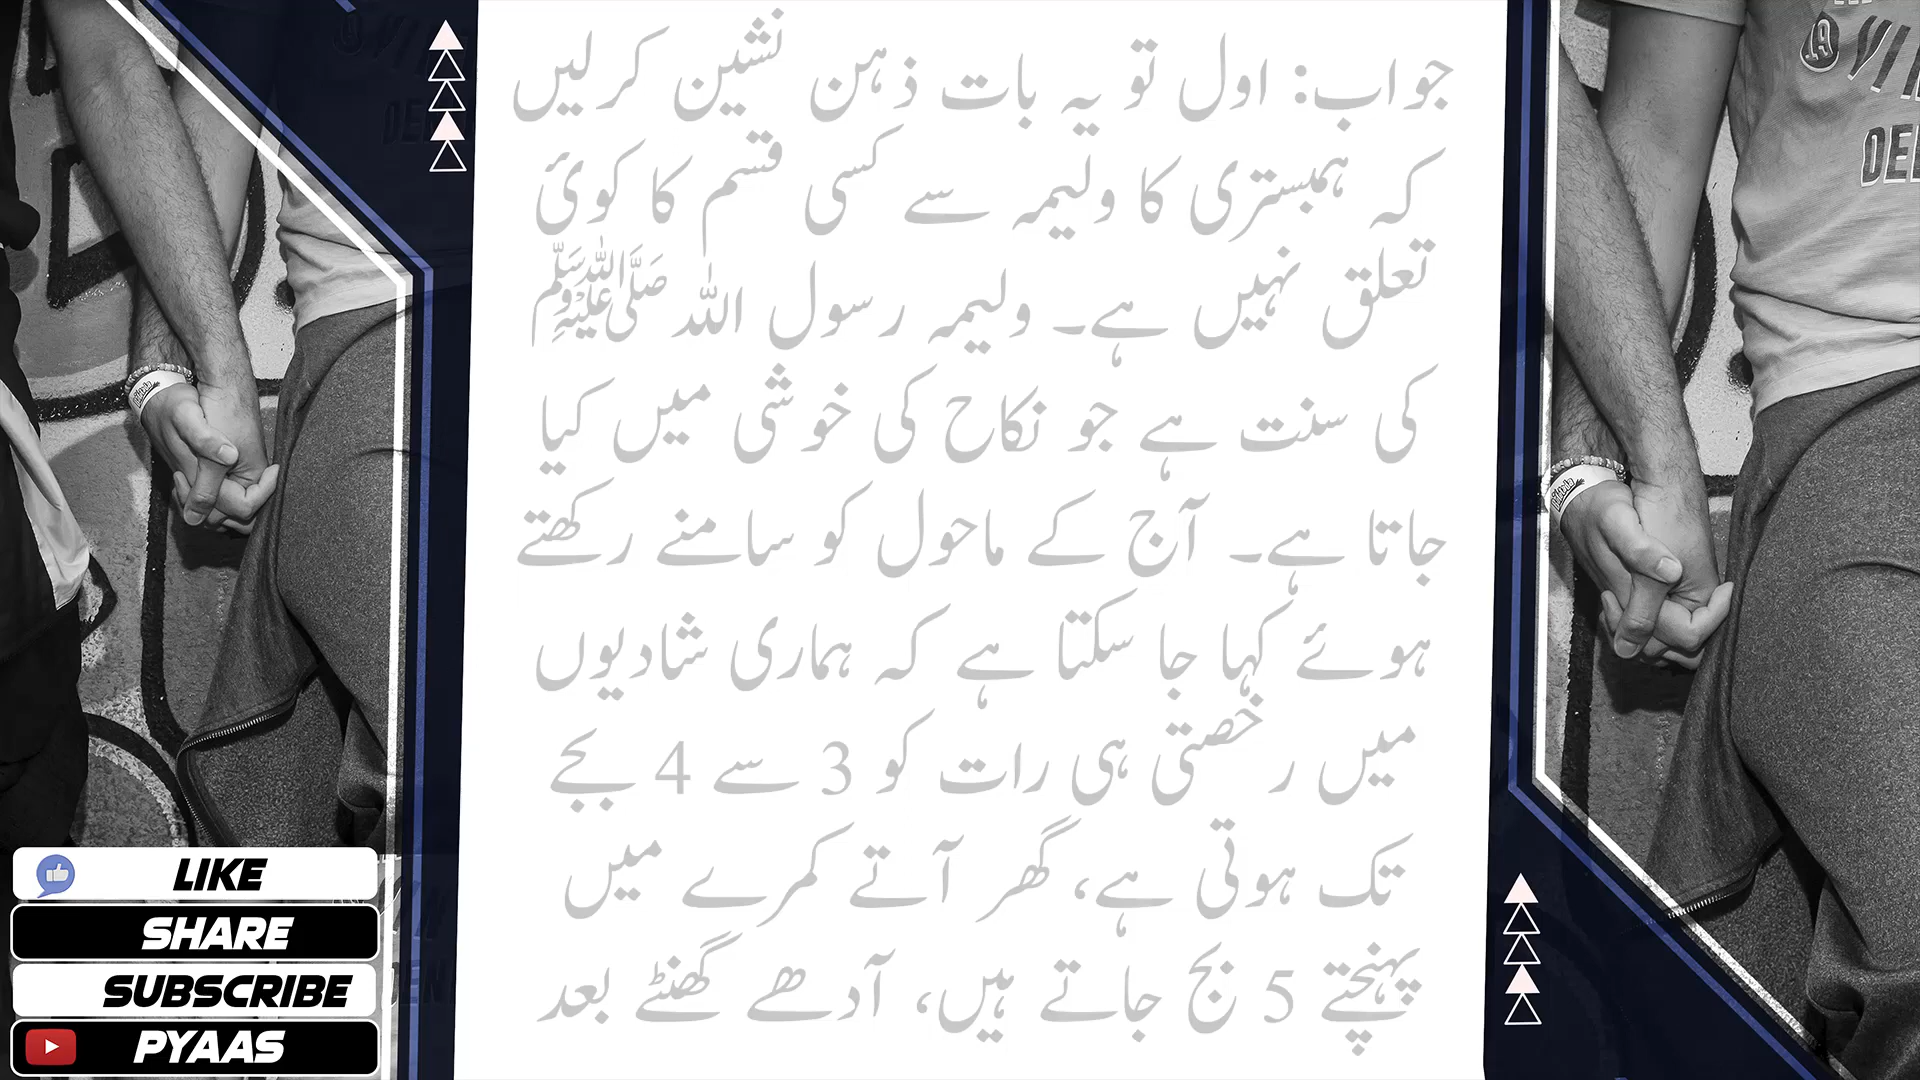 جواب: اول تو یہ بات ذہن نشین کرلیں
کہ ہمبستری کا ولیمہ سے کسی قسم کا کوئ
تعلق نہیں ہے۔ ولیمہ رسول اللہ ﷺ
کی سنت ہے جو نکاح کی خوشی میں کیا
جاتا ہے۔ آج کے ماحول کو سامنے رکھتے
ہوئے کہا جا سکتا ہے کہ ہماری شادیوں
میں رخصتی ہی رات کو 3 سے 4 بجے
تک ہوتی ہے، گھر آتے کمرے میں
پہنچتے 5 بج جاتے ہیں، آدھے گھنٹے بعد
LIKE
SHARE
SUBSCRIBE
PYAAS